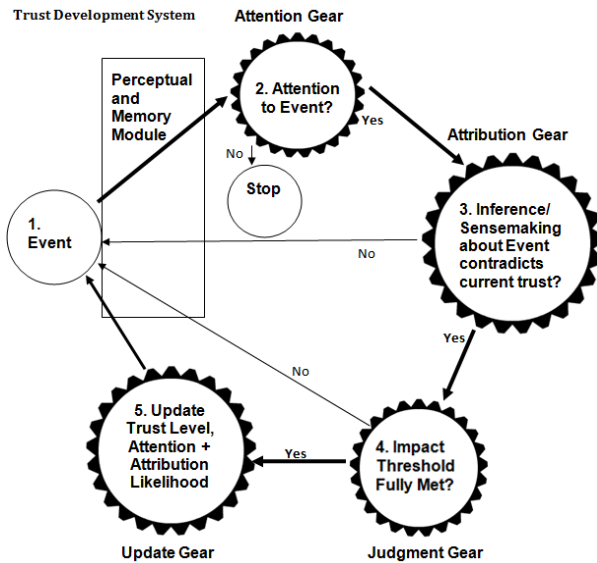 Trust Development System
Attention Gear
Perceptual
and
Memory
Module
2. Attention
to Event?
Yes
Attribution Gear
No
Stop
1.
Event
3. Inference/
Sensemaking
about Event
contradicts
current trust?
No
Yes
No
5. Update
Trust Level,
Attention +
Attribution
Likelihood
Yes
4. Impact
Threshold
Fully Met?
Update Gear
Judgment Gear